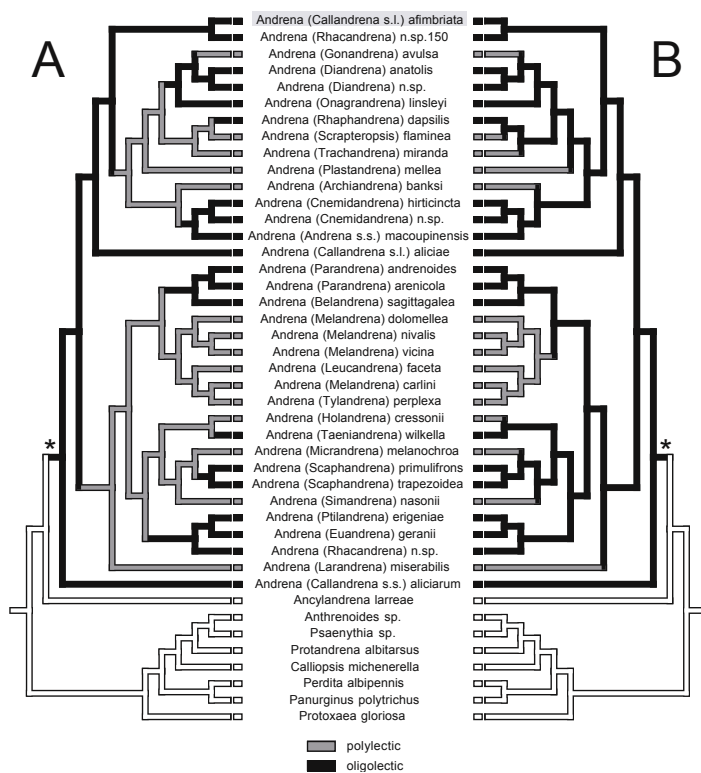 A
B
Andrena (Callandrena s.l.) afimbriata
Andrena (Rhacandrena) n.sp.150
Andrena (Gonandrena) avulsa
Andrena (Diandrena) anatolis
Andrena (Diandrena) n.sp.
Andrena (Onagrandrena) linsleyi
Andrena (Rhaphandrena) dapsilis
Andrena (Scrapteropsis) flaminea
Andrena (Trachandrena) miranda
Andrena (Plastandrena) mellea
Andrena (Archiandrena) banksi
Andrena (Cnemidandrena) hirticincta
Andrena (Cnemidandrena) n.sp.
Andrena (Andrena s.s.) macoupinensis
Andrena (Callandrena s.l.) aliciae
Andrena (Parandrena) andrenoides
Andrena (Parandrena) arenicola
Andrena (Belandrena) sagittagalea
Andrena (Melandrena) dolomellea
Andrena (Melandrena) nivalis
Andrena (Melandrena) vicina
Andrena (Leucandrena) faceta
Andrena (Melandrena) carlini
Andrena (Tylandrena) perplexa
Andrena (Holandrena) cressonii
Andrena (Taeniandrena) wilkella
Andrena (Micrandrena) melanochroa
Andrena (Scaphandrena) primulifrons
Andrena (Scaphandrena) trapezoidea
Andrena (Simandrena) nasonii
Andrena (Ptilandrena) erigeniae
Andrena (Euandrena) geranii
Andrena (Rhacandrena) n.sp.
Andrena (Larandrena) miserabilis
Andrena (Callandrena s.s.) aliciarum
Ancylandrena larreae
Anthrenoides sp.
Psaenythia sp.
Protandrena albitarsus
Calliopsis michenerella
Perdita albipennis
Panurginus polytrichus
Protoxaea gloriosa
*
*
polylectic
oligolectic